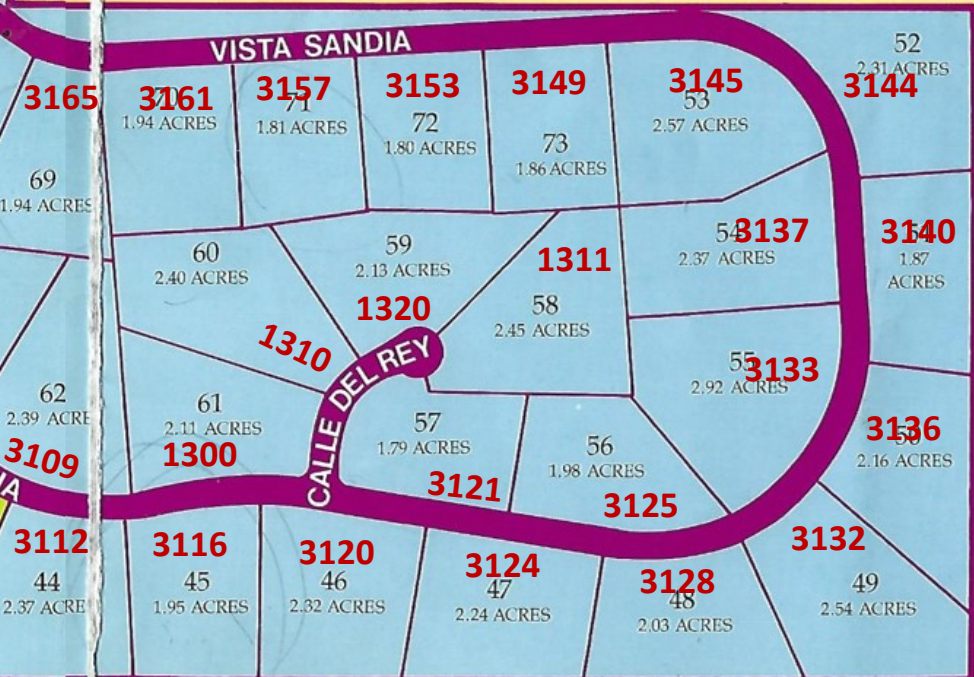 VISTA SANDIA
52
2.31 ACRES
3144
3165
3161
70
1.94 ACRES
3157
71
1.81 ACRES
3153
72
1.80 ACRES
3149
73
1.86 ACRES
3145
53
2.57 ACRES
69
1.94 ACRES
60
2.40 ACRES
59
2.13 ACRES
1320
1311
58
2.45 ACRES
54
3137
2.37 ACRES
3140
1.87
ACRES
1310
CALLE DEL REY
55
3133
2.92 ACRES
62
2.39 ACRE
3109
61
2.11 ACRES
1300
57
1.79 ACRES
3121
56
1.98 ACRES
3125
3136
50
2.16 ACRES
IA
3112
44
2.37 ACRE
3116
45
1.95 ACRES
3120
46
2.32 ACRES
3124
47
2.24 ACRES
3128
48
2.03 ACRES
3132
49
2.54 ACRES